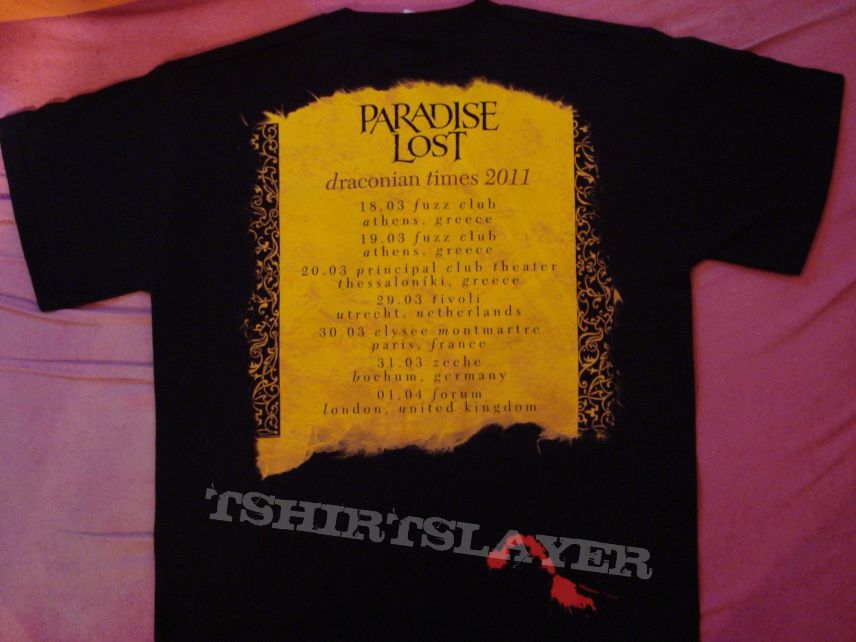 PARADISE
LOST
draconian times 2011
18.03 fuzz club
athens, greece
19.03 fuzz club
athens, greece
20.03 principal club theater
thessaloniki, greece
29.03 tivoli
utrecht, netherlands
30.03 elysee montmartre
paris, france
31.03 zeche
bochum, germany
01.04 forum
london, united kingdom
TSHIRTSLAYER